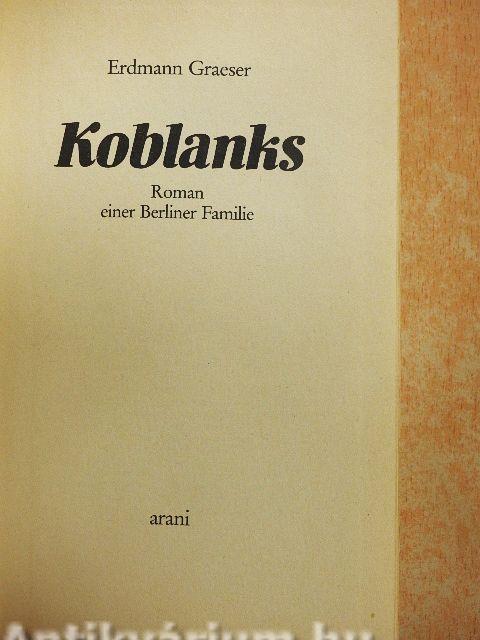 Erdmann Graeser
Koblanks
Roman
einer Berliner Familie
arani
Antikvárium.hu